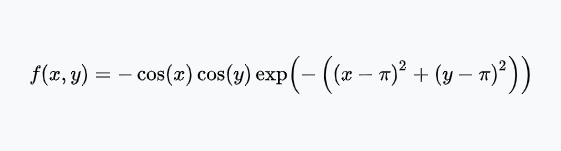 f(x, y) = − cos(x) cos(y) exp(− ((x − π)² + (y − π)²))